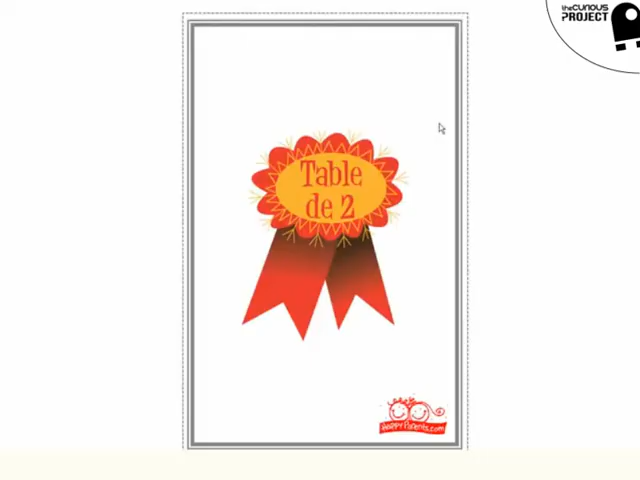 theCURIOUS
PROJECT
Table
de 2
HappyParents.com